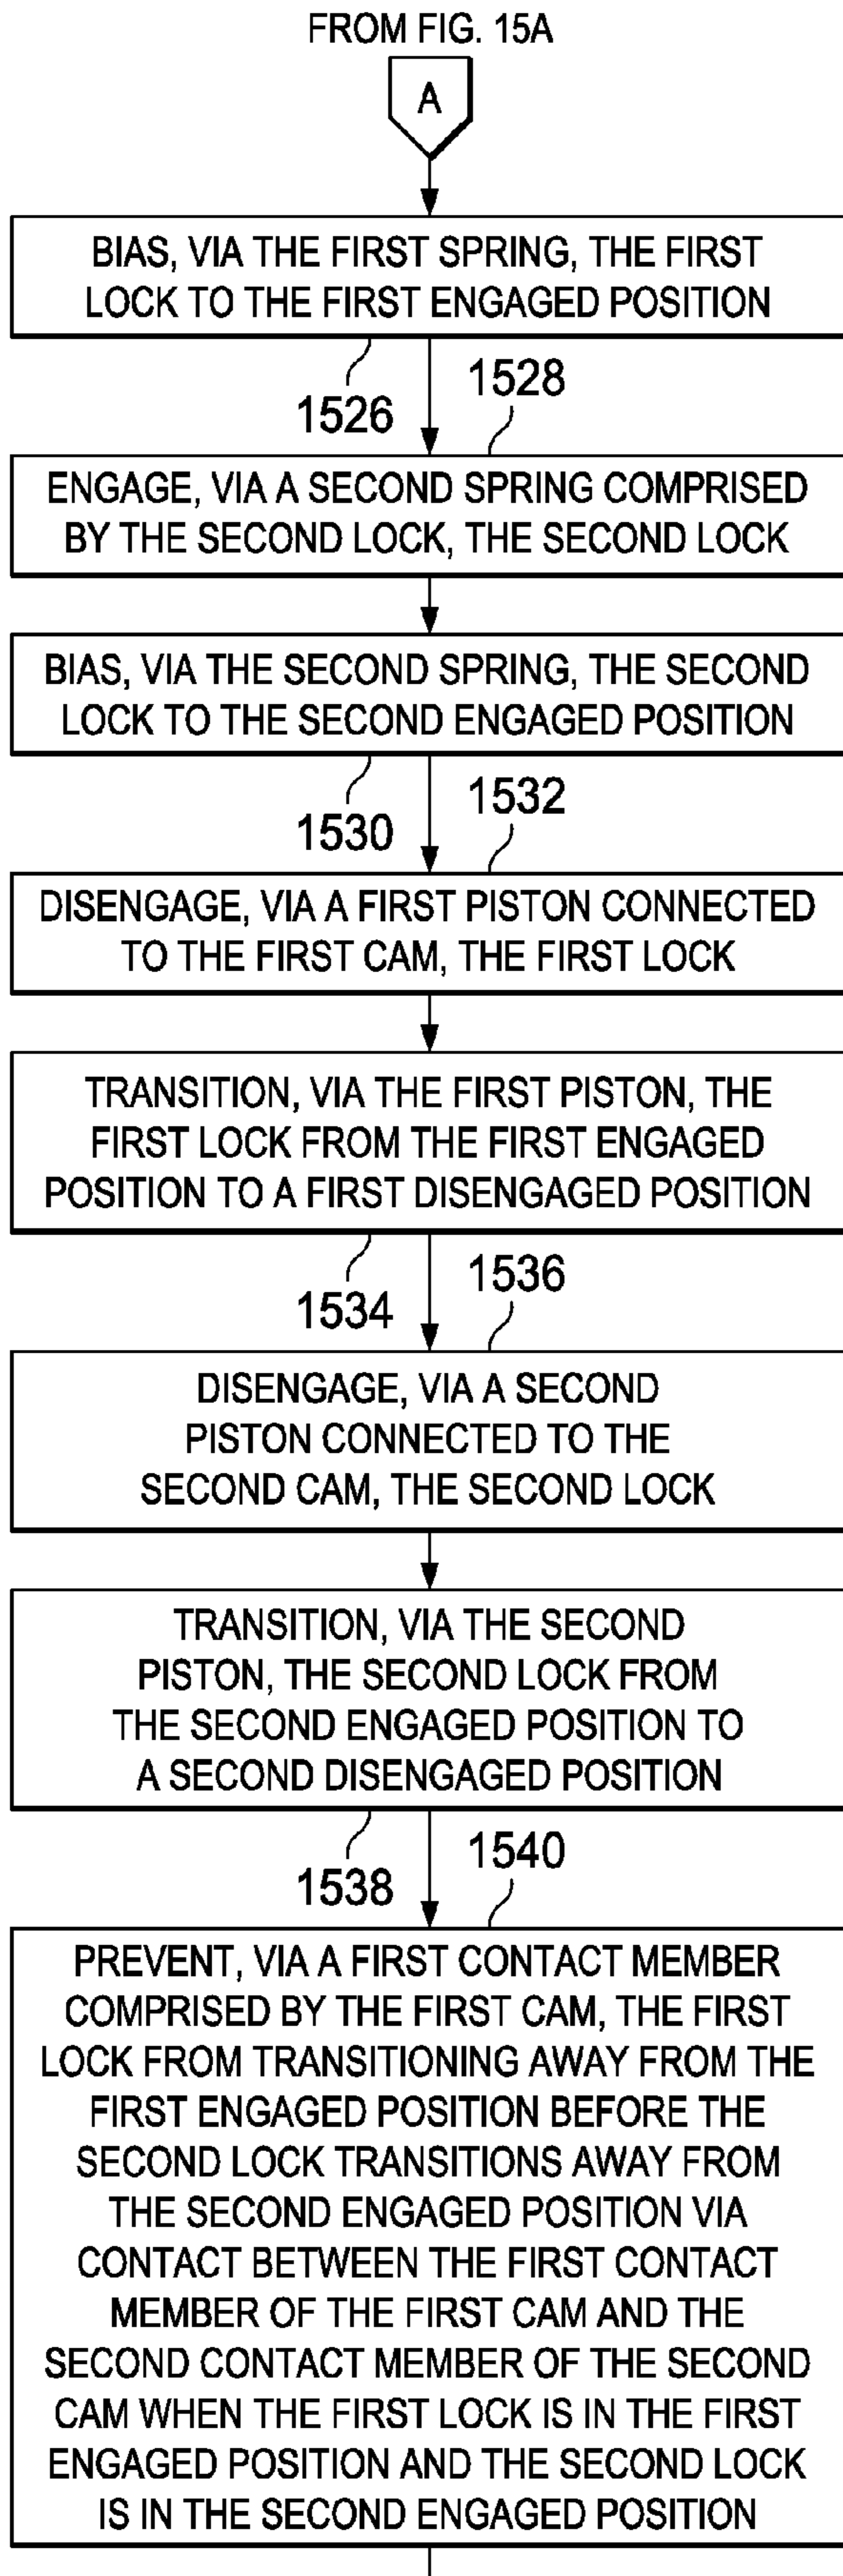 FROM FIG. 15A
A
BIAS, VIA THE FIRST SPRING, THE FIRST
LOCK TO THE FIRST ENGAGED POSITION
1526
1528
ENGAGE, VIA A SECOND SPRING COMPRISED
BY THE SECOND LOCK, THE SECOND LOCK
BIAS, VIA THE SECOND SPRING, THE SECOND
LOCK TO THE SECOND ENGAGED POSITION
1530
1532
DISENGAGE, VIA A FIRST PISTON CONNECTED
TO THE FIRST CAM, THE FIRST LOCK
TRANSITION, VIA THE FIRST PISTON, THE
FIRST LOCK FROM THE FIRST ENGAGED
POSITION TO A FIRST DISENGAGED POSITION
1534
1536
DISENGAGE, VIA A SECOND
PISTON CONNECTED TO THE
SECOND CAM, THE SECOND LOCK
TRANSITION, VIA THE SECOND
PISTON, THE SECOND LOCK FROM
THE SECOND ENGAGED POSITION TO
A SECOND DISENGAGED POSITION
1538
1540
PREVENT, VIA A FIRST CONTACT MEMBER
COMPRISED BY THE FIRST CAM, THE FIRST
LOCK FROM TRANSITIONING AWAY FROM THE
FIRST ENGAGED POSITION BEFORE THE
SECOND LOCK TRANSITIONS AWAY FROM
THE SECOND ENGAGED POSITION VIA
CONTACT BETWEEN THE FIRST CONTACT
MEMBER OF THE FIRST CAM AND THE
SECOND CONTACT MEMBER OF THE SECOND
CAM WHEN THE FIRST LOCK IS IN THE FIRST
ENGAGED POSITION AND THE SECOND LOCK
IS IN THE SECOND ENGAGED POSITION